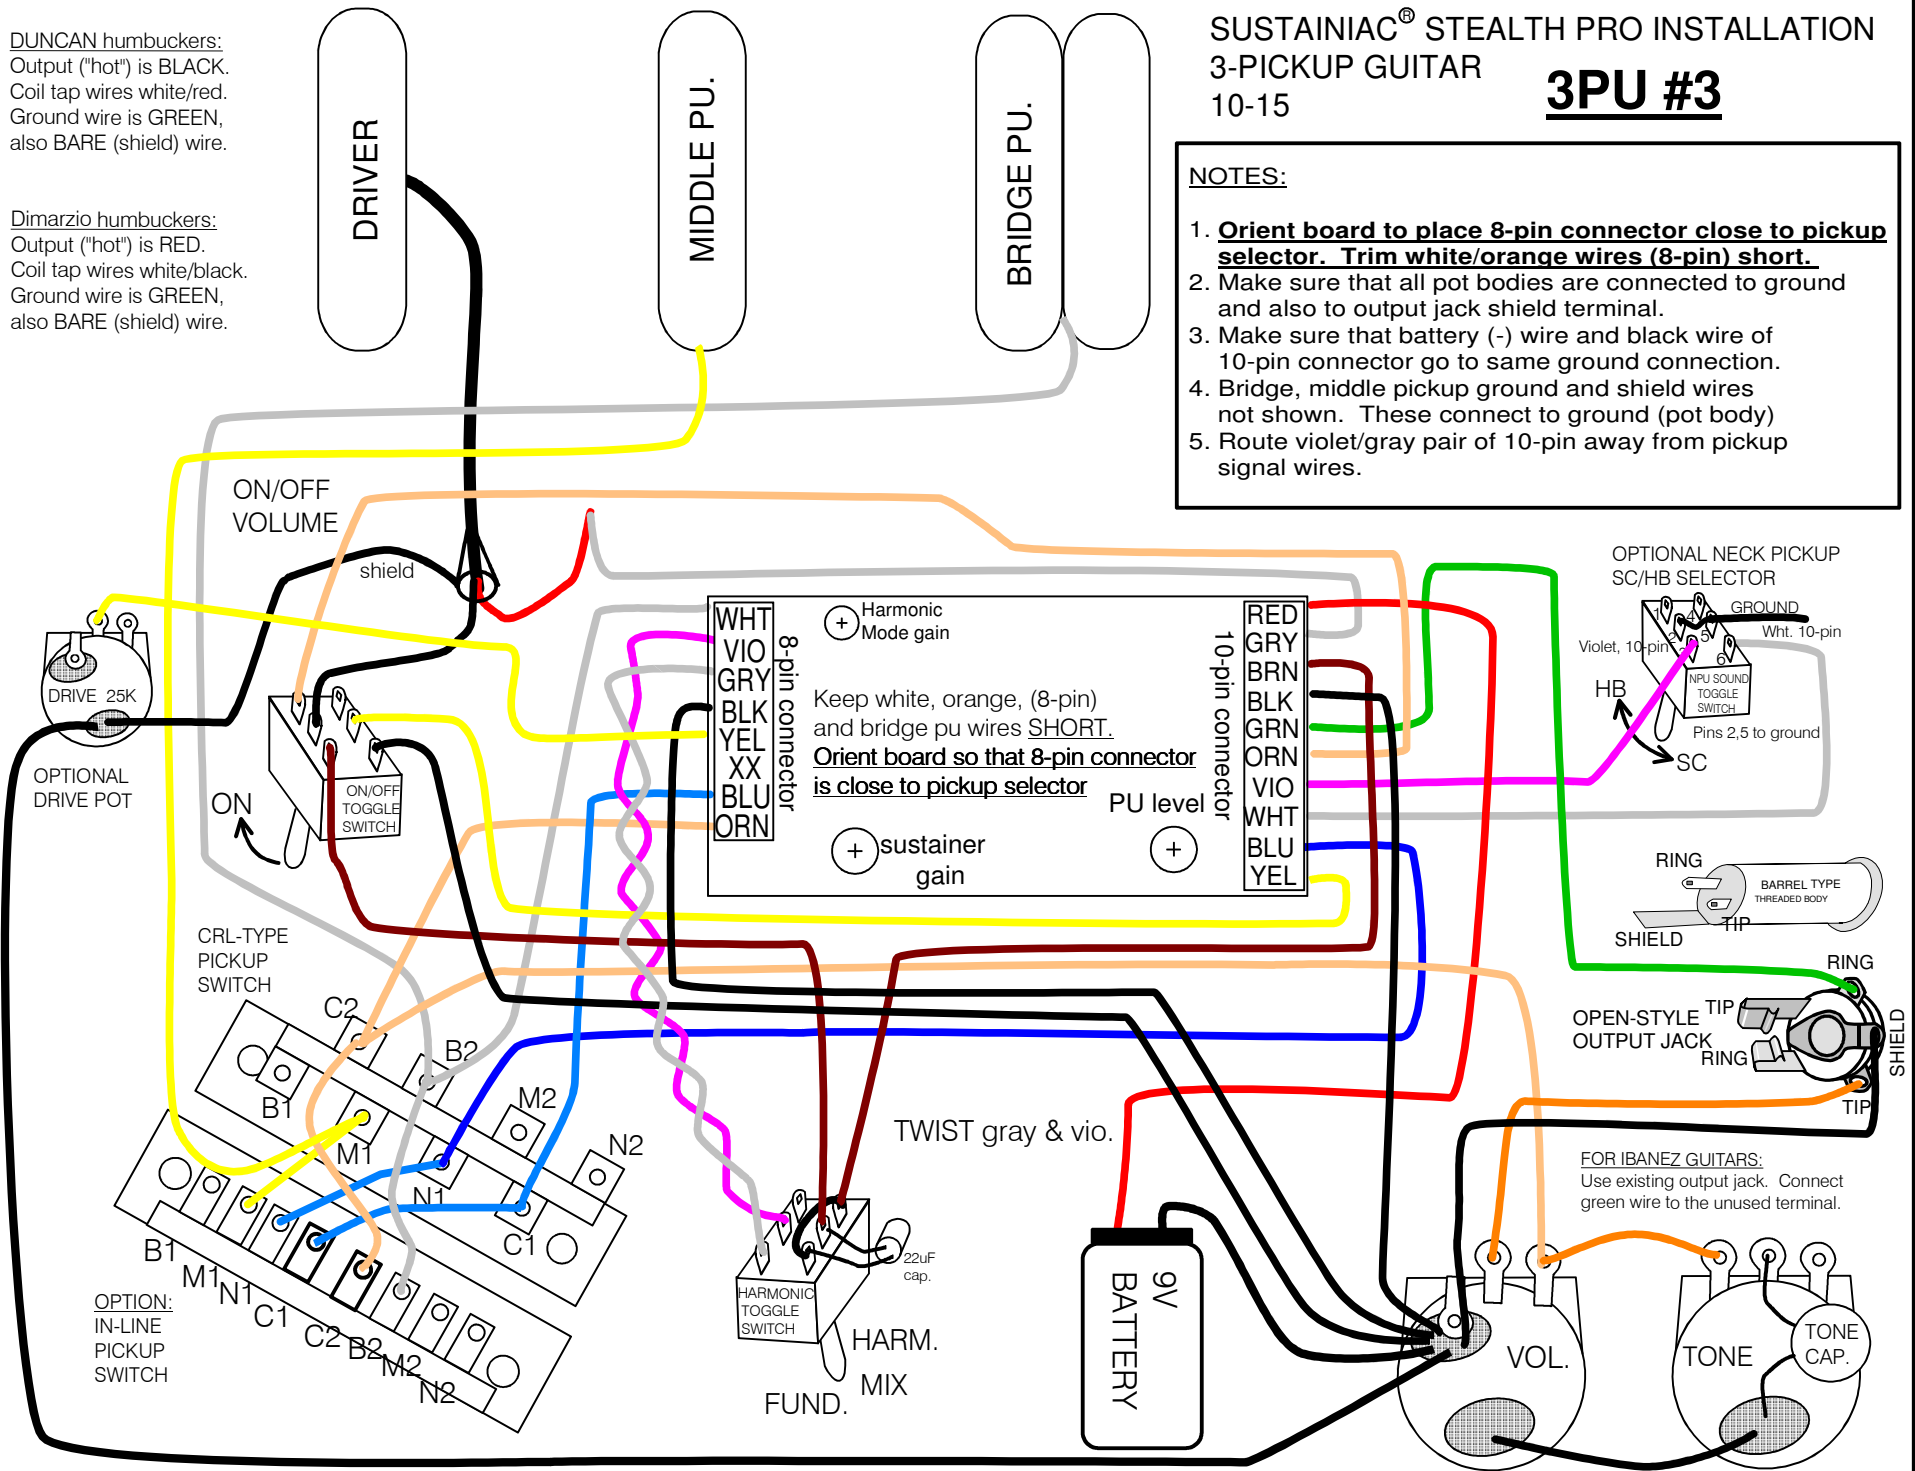 SUSTAINIAC® STEALTH PRO INSTALLATION
3-PICKUP GUITAR
10-15
3PU #3
DUNCAN humbuckers:
Output ("hot") is BLACK.
Coil tap wires white/red.
Ground wire is GREEN,
also BARE (shield) wire.
Dimarzio humbuckers:
Output ("hot") is RED.
Coil tap wires white/black.
Ground wire is GREEN,
also BARE (shield) wire.
DRIVER
MIDDLE PU.
BRIDGE PU.
NOTES:
1. Orient board to place 8-pin connector close to pickup
selector.  Trim white/orange wires (8-pin) short.
2. Make sure that all pot bodies are connected to ground
and also to output jack shield terminal.
3. Make sure that battery (-) wire and black wire of
10-pin connector go to same ground connection.
4. Bridge, middle pickup ground and shield wires
not shown.  These connect to ground (pot body)
5. Route violet/gray pair of 10-pin away from pickup
signal wires.
ON/OFF
VOLUME
shield
DRIVE 25K
OPTIONAL
DRIVE POT
ON
ON/OFF
TOGGLE
SWITCH
WHT
VIO
GRY
BLK
YEL
XX
BLU
ORN
8-pin connector
Harmonic
Mode gain
Keep white, orange, (8-pin)
and bridge pu wires SHORT.
Orient board so that 8-pin connector
is close to pickup selector
PU level
sustainer
gain
10-pin connector
RED
GRY
BRN
BLK
GRN
ORN
VIO
WHT
BLU
YEL
OPTIONAL NECK PICKUP
SC/HB SELECTOR
1
4
GROUND
Wht. 10-pin
Violet, 10-pin
2
5
3
6
NPU SOUND
TOGGLE
SWITCH
HB
SC
Pins 2,5 to ground
RING
BARREL TYPE
THREADED BODY
TIP
SHIELD
RING
TIP
OPEN-STYLE
OUTPUT JACK
RING
SHIELD
TIP
FOR IBANEZ GUITARS:
Use existing output jack.  Connect
green wire to the unused terminal.
CRL-TYPE
PICKUP
SWITCH
C2
B2
B1
M2
M1
N2
N1
C1
B1
M1
N1
C1
C2
B2
M2
N2
OPTION:
IN-LINE
PICKUP
SWITCH
TWIST gray & vio.
22uF
cap.
HARMONIC
TOGGLE
SWITCH
HARM.
MIX
FUND.
9V
BATTERY
VOL.
TONE
TONE
CAP.